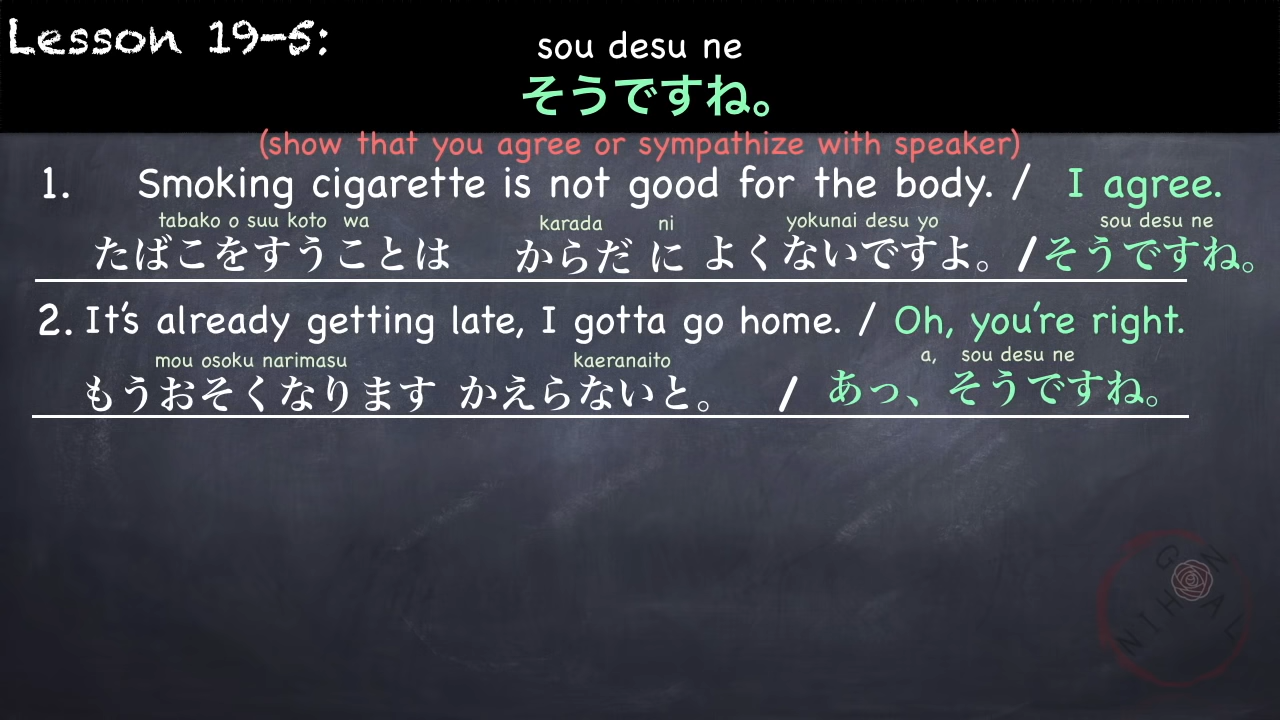 Lesson 19-5:
sou desu ne
そうですね。
(show that you agree or sympathize with speaker)
1. Smoking cigarette is not good for the body. / I agree.
tabako o suu koto wa karada ni yokunai desu yo sou desu ne
たばこをすうことは からだ に よくないですよ。 /そうですね。
2. It's already getting late, I gotta go home. / Oh, you're right.
mou osoku narimasu kaeranaito a, sou desu ne
もうおそくなります かえらないと。 / あっ、そうですね。
NIHONGAL